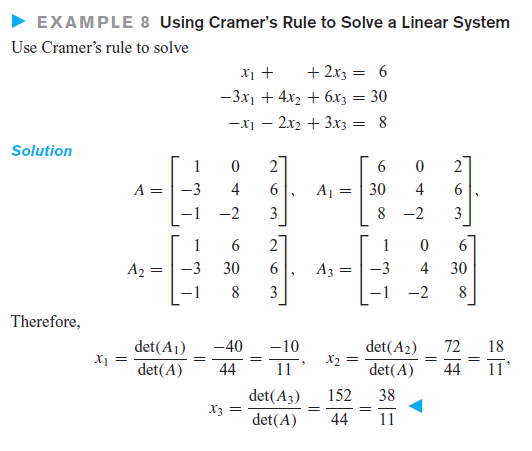 ▶ EXAMPLE 8 Using Cramer's Rule to Solve a Linear System
Use Cramer's rule to solve
x₁ + + 2x₃ = 6
−3x₁ + 4x₂ + 6x₃ = 30
−x₁ − 2x₂ + 3x₃ = 8
Solution
A = [1 0 2; −3 4 6; −1 −2 3], A₁ = [6 0 2; 30 4 6; 8 −2 3],
A₂ = [1 6 2; −3 30 6; −1 8 3], A₃ = [1 0 6; −3 4 30; −1 −2 8]
Therefore,
x₁ = det(A₁)/det(A) = −40/44 = −10/11, x₂ = det(A₂)/det(A) = 72/44 = 18/11,
x₃ = det(A₃)/det(A) = 152/44 = 38/11 ◀